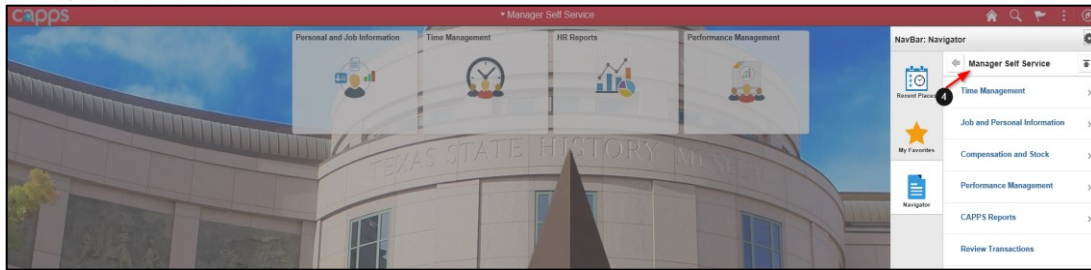 capps
Manager Self Service
Personal and Job Information
Time Management
HR Reports
Performance Management
TEXAS STATE HISTORY
NavBar: Navigator
Recent Places
My Favorites
Navigator
Manager Self Service
4
Time Management
Job and Personal Information
Compensation and Stock
Performance Management
CAPPS Reports
Review Transactions